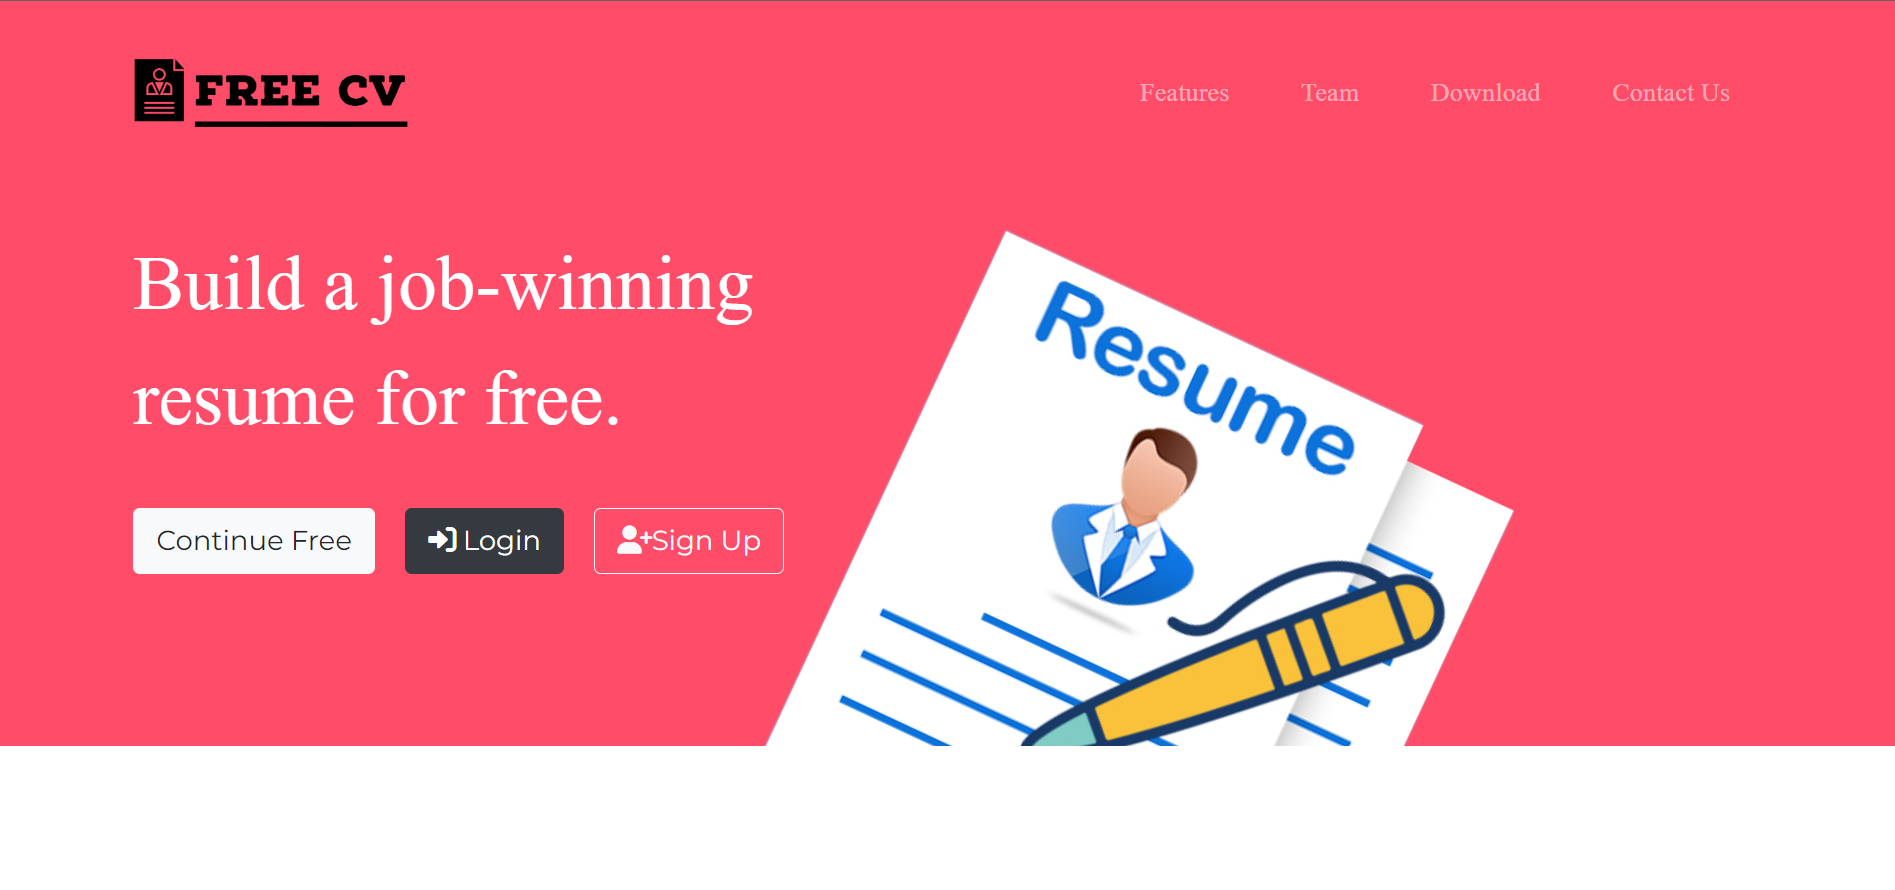 FREE CV
Features
Team
Download
Contact Us
Build a job-winning
resume for free.
Continue Free
Login
Sign Up
Resume